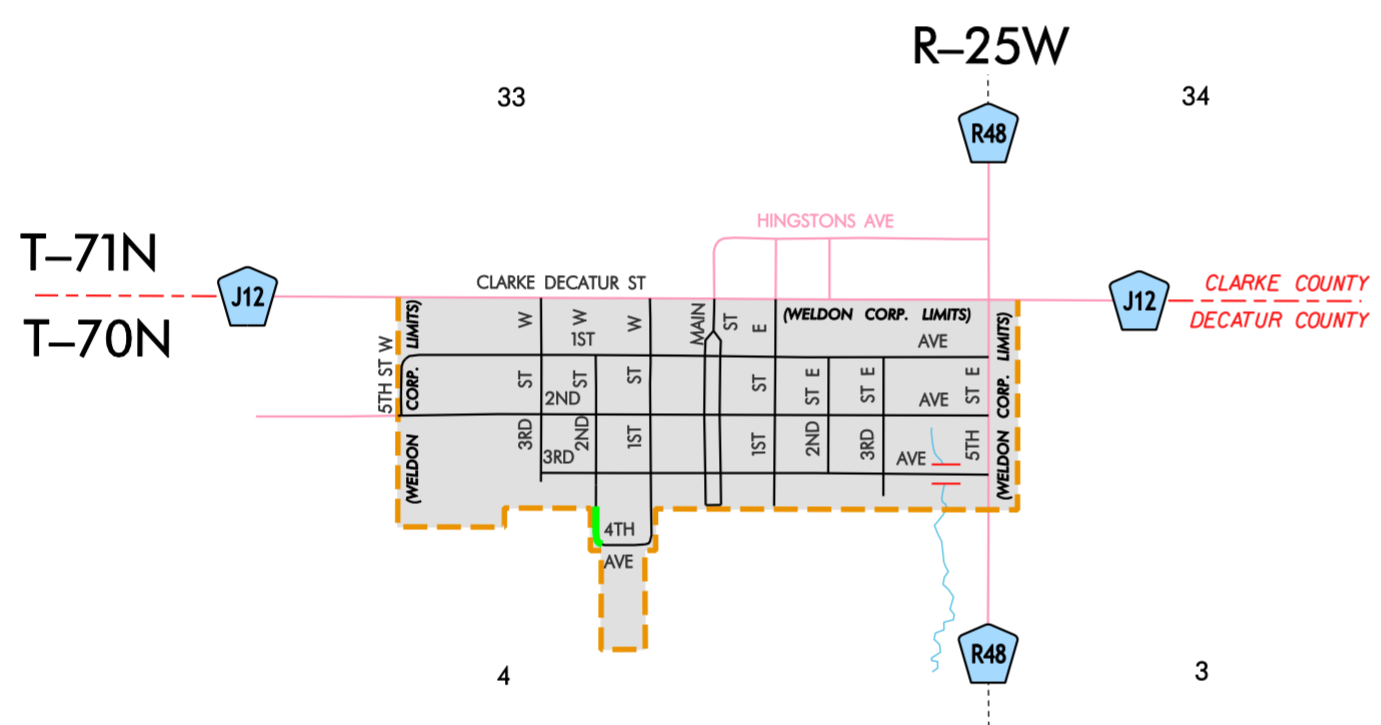 R–25W
33
34
R48
HINGSTONS AVE
T–71N
J12
CLARKE DECATUR ST
J12
CLARKE COUNTY
T–70N
DECATUR COUNTY
(WELDON CORP. LIMITS)
5TH ST W
(WELDON CORP. LIMITS)
3RD ST W
2ND ST W
1ST ST W
MAIN ST
1ST ST E
2ND ST E
3RD ST E
5TH ST E
(WELDON CORP. LIMITS)
1ST AVE
2ND AVE
3RD AVE
4TH AVE
R48
4
3